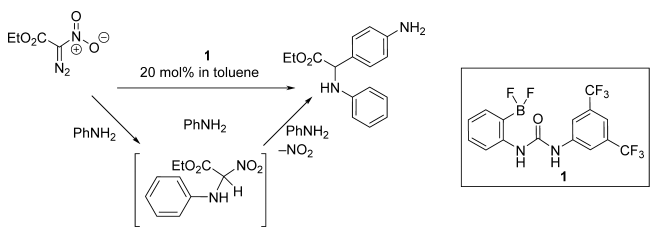 EtO₂C
O
N
⊕
O
⊖
N₂
1
20 mol% in toluene
PhNH₂
PhNH₂
PhNH₂
–NO₂
EtO₂C
NO₂
H
NH
NH₂
EtO₂C
HN
F
F
B
O
N
H
N
H
CF₃
CF₃
1